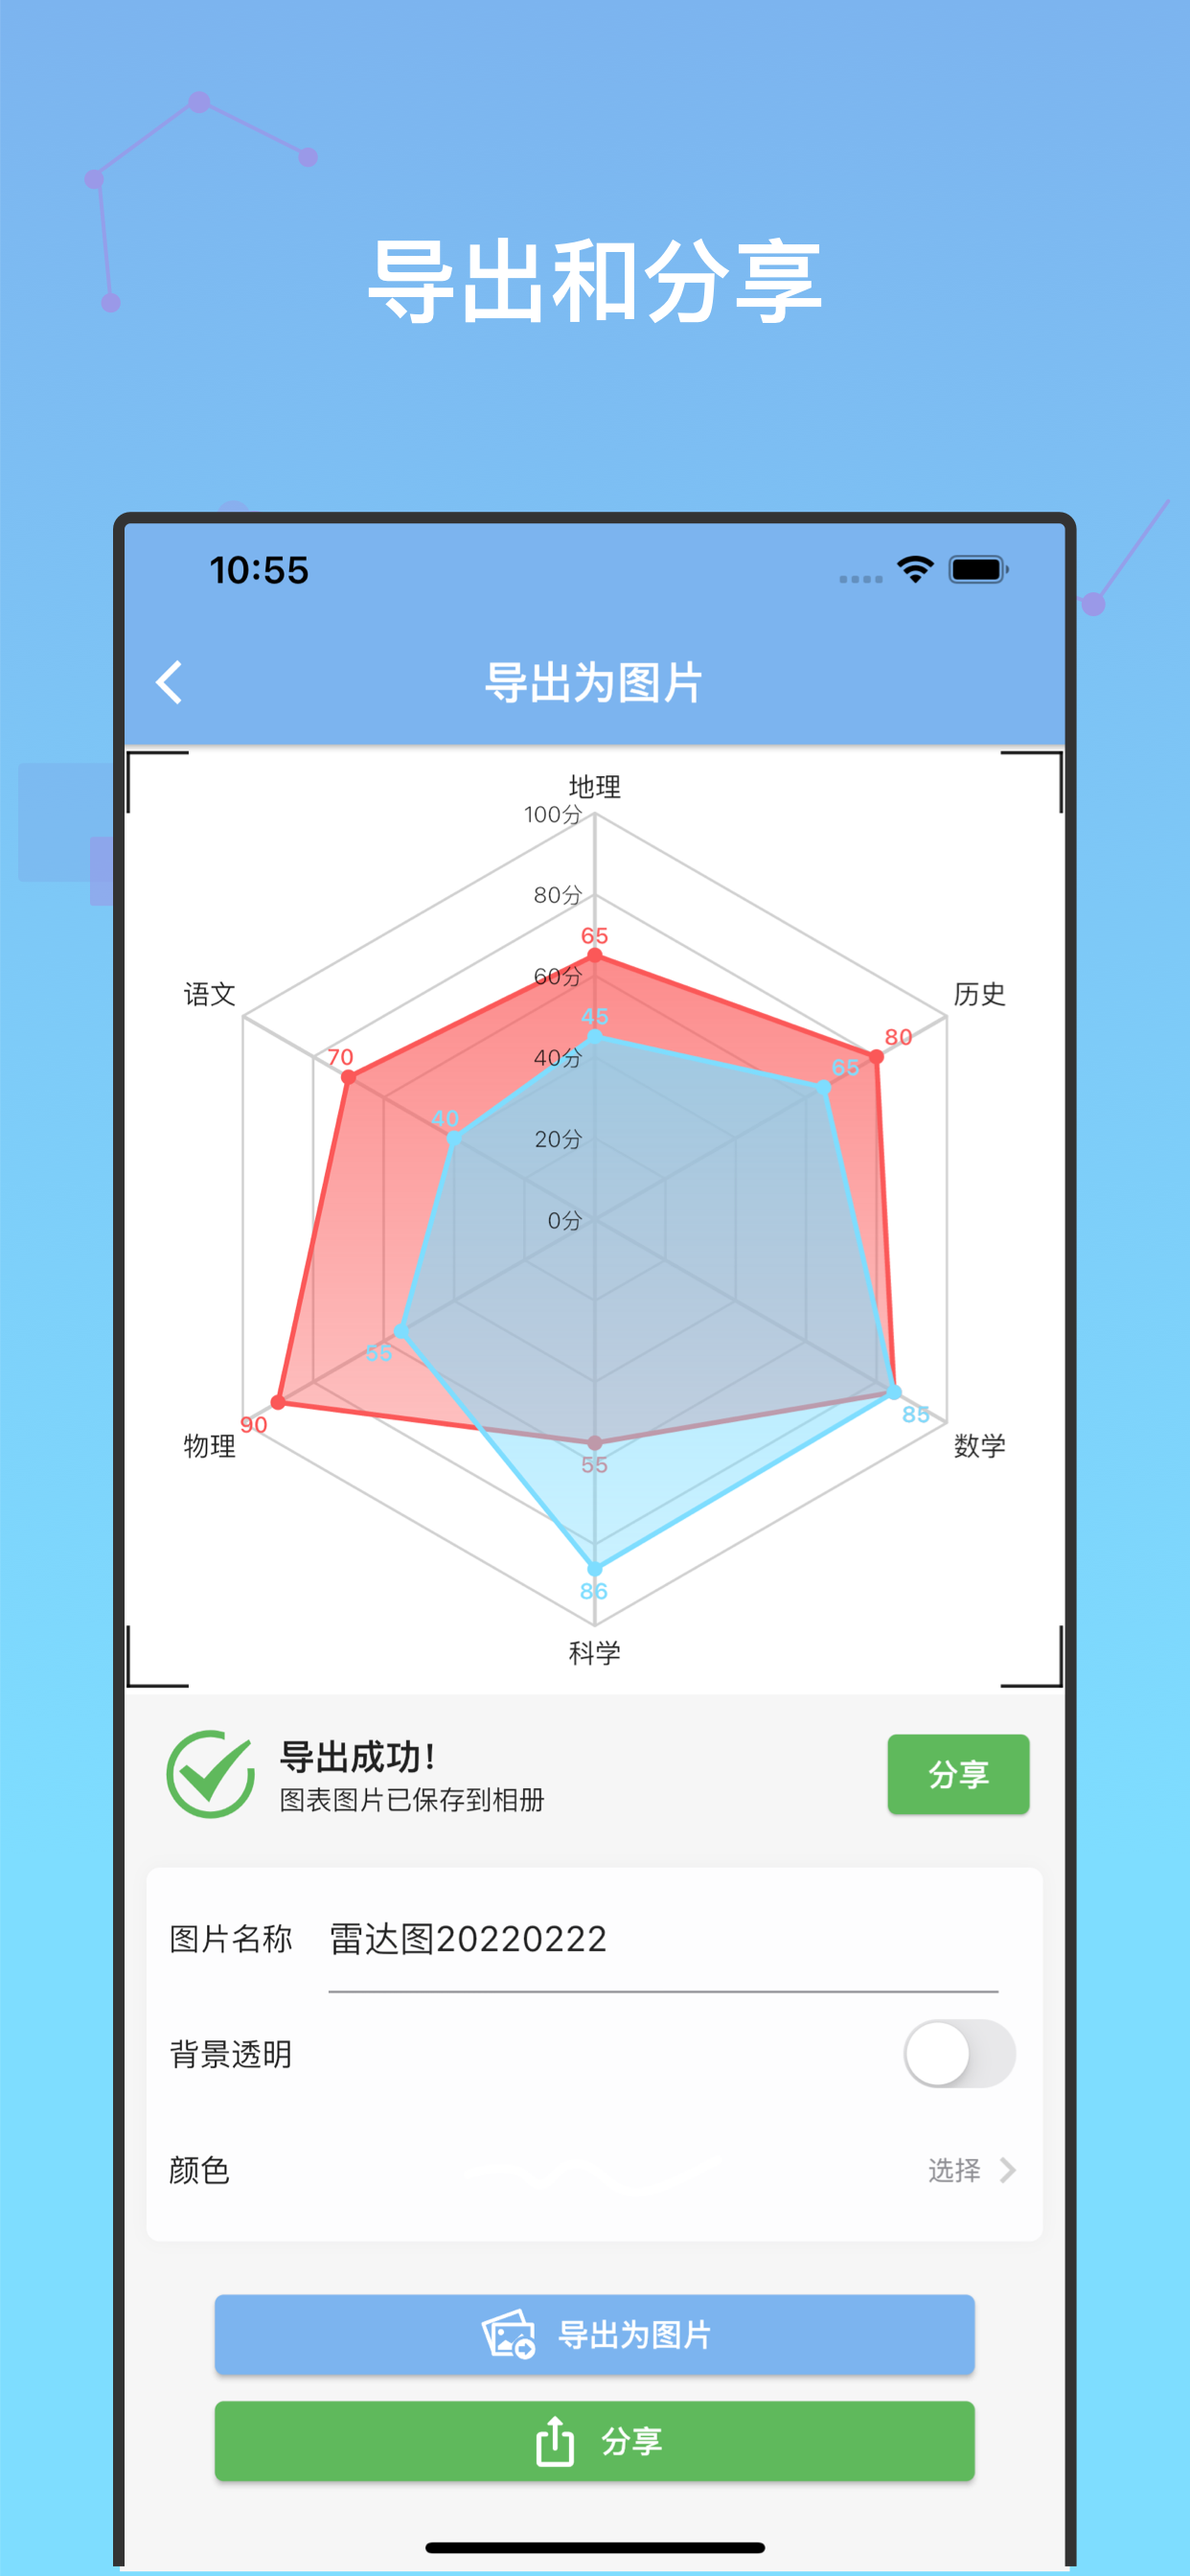 导出和分享
10:55
导出为图片
地理
100分
80分
65
60分
语文
历史
45
80
70
40分
65
40
20分
0分
55
85
90
物理
数学
55
86
科学
导出成功！
图表图片已保存到相册
分享
图片名称 雷达图20220222
背景透明
颜色 选择
导出为图片
分享